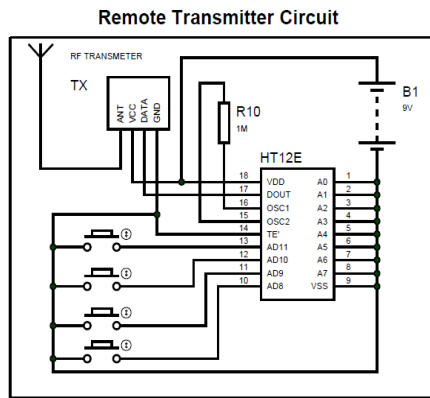 Remote Transmitter Circuit
RF TRANSMETER
TX
ANT
VCC
DATA
GND
R10
1M
B1
9V
HT12E
18 VDD A0 1
17 DOUT A1 2
16 OSC1 A2 3
15 OSC2 A3 4
14 TE' A4 5
13 AD11 A5 6
12 AD10 A6 7
11 AD9 A7 8
10 AD8 VSS 9